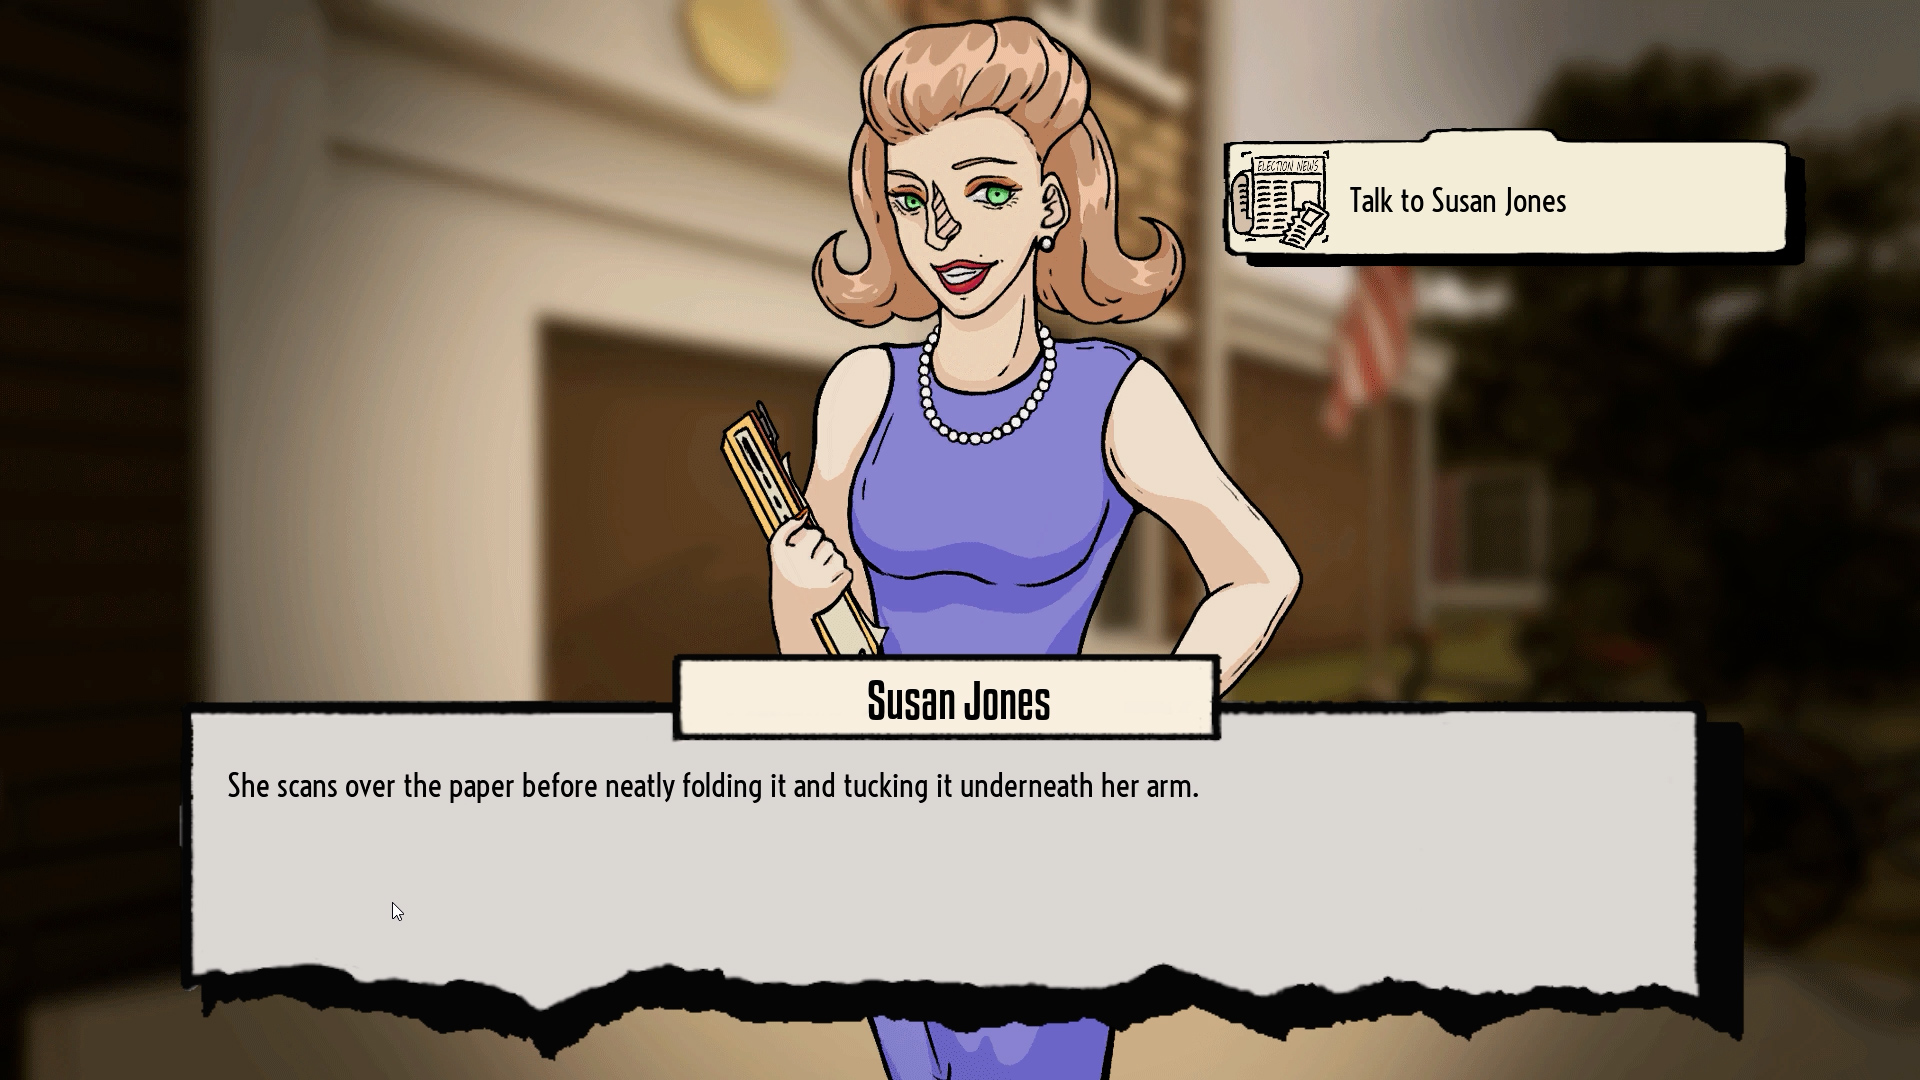 ELECTION NEWS
Talk to Susan Jones
Susan Jones
She scans over the paper before neatly folding it and tucking it underneath her arm.